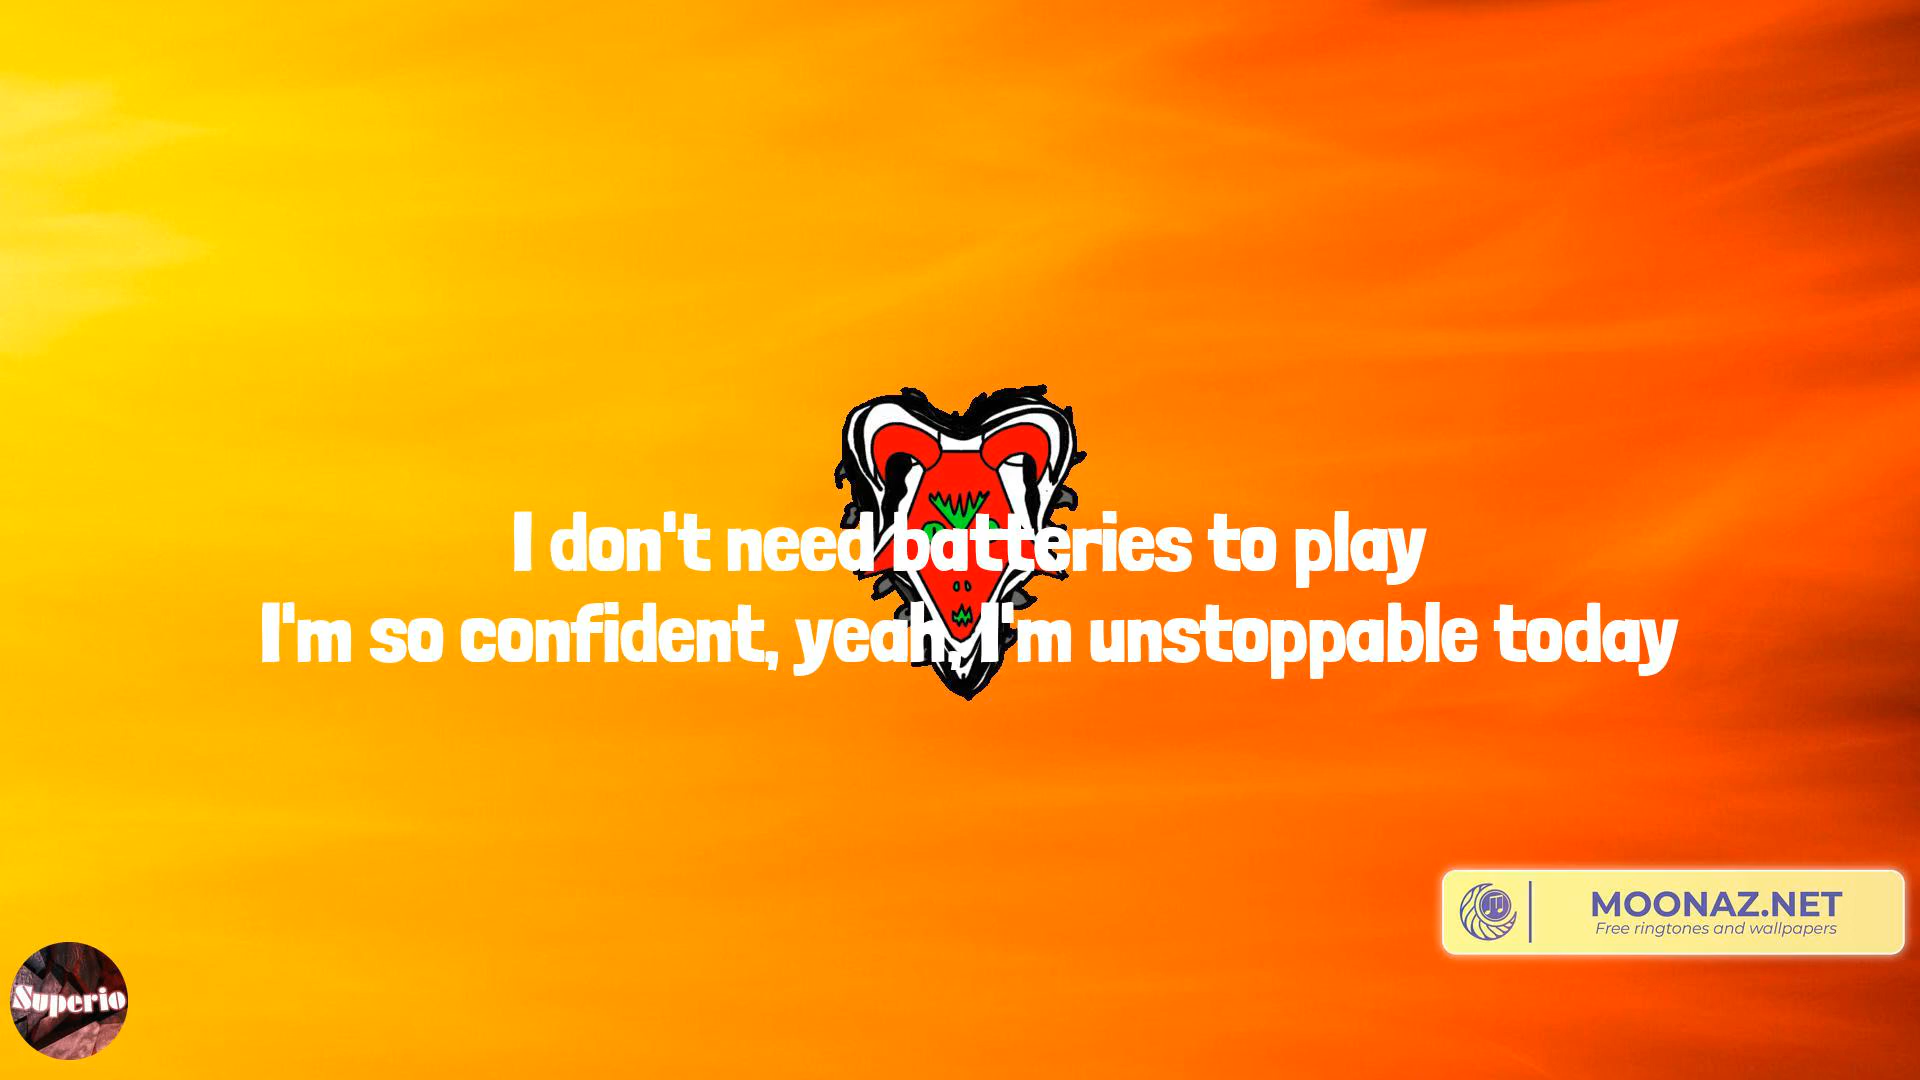 I don't need batteries to play
I'm so confident, yeah, I'm unstoppable today
MOONAZ.NET
Free ringtones and wallpapers
Superio